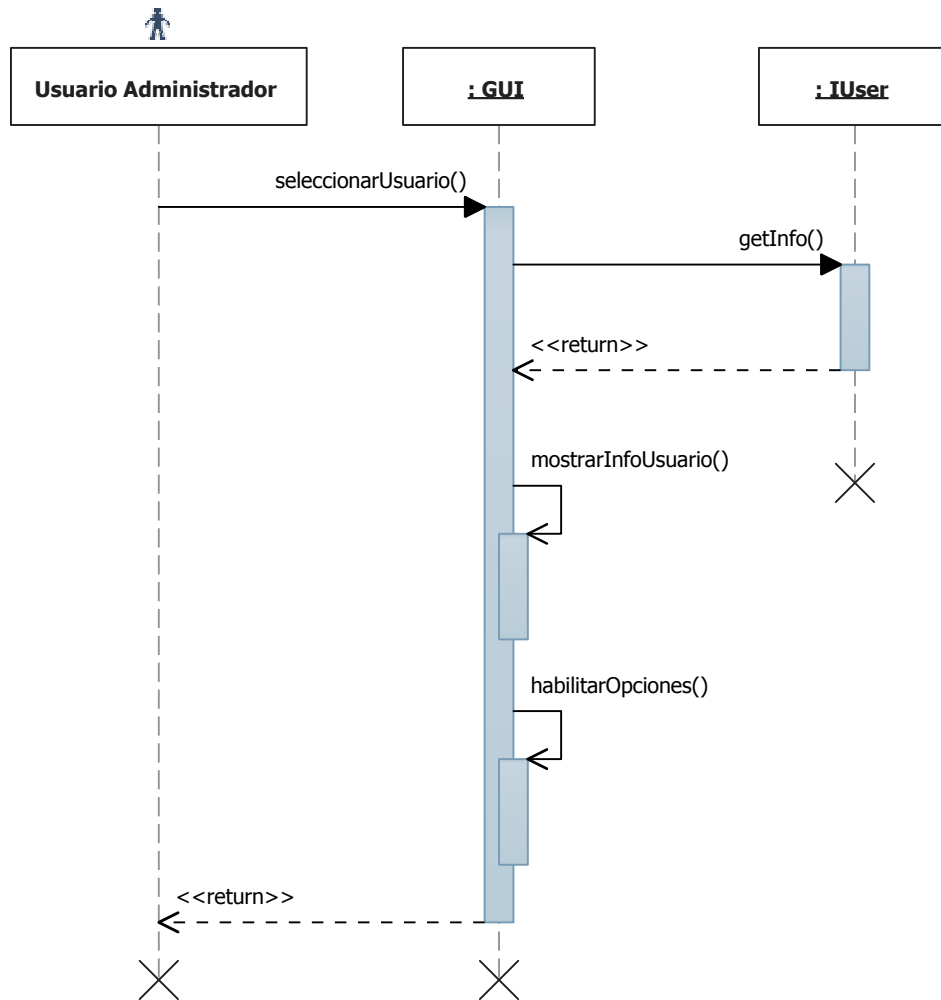 Usuario Administrador
: GUI
: IUser
seleccionarUsuario()
getInfo()
<<return>>
mostrarInfoUsuario()
habilitarOpciones()
<<return>>